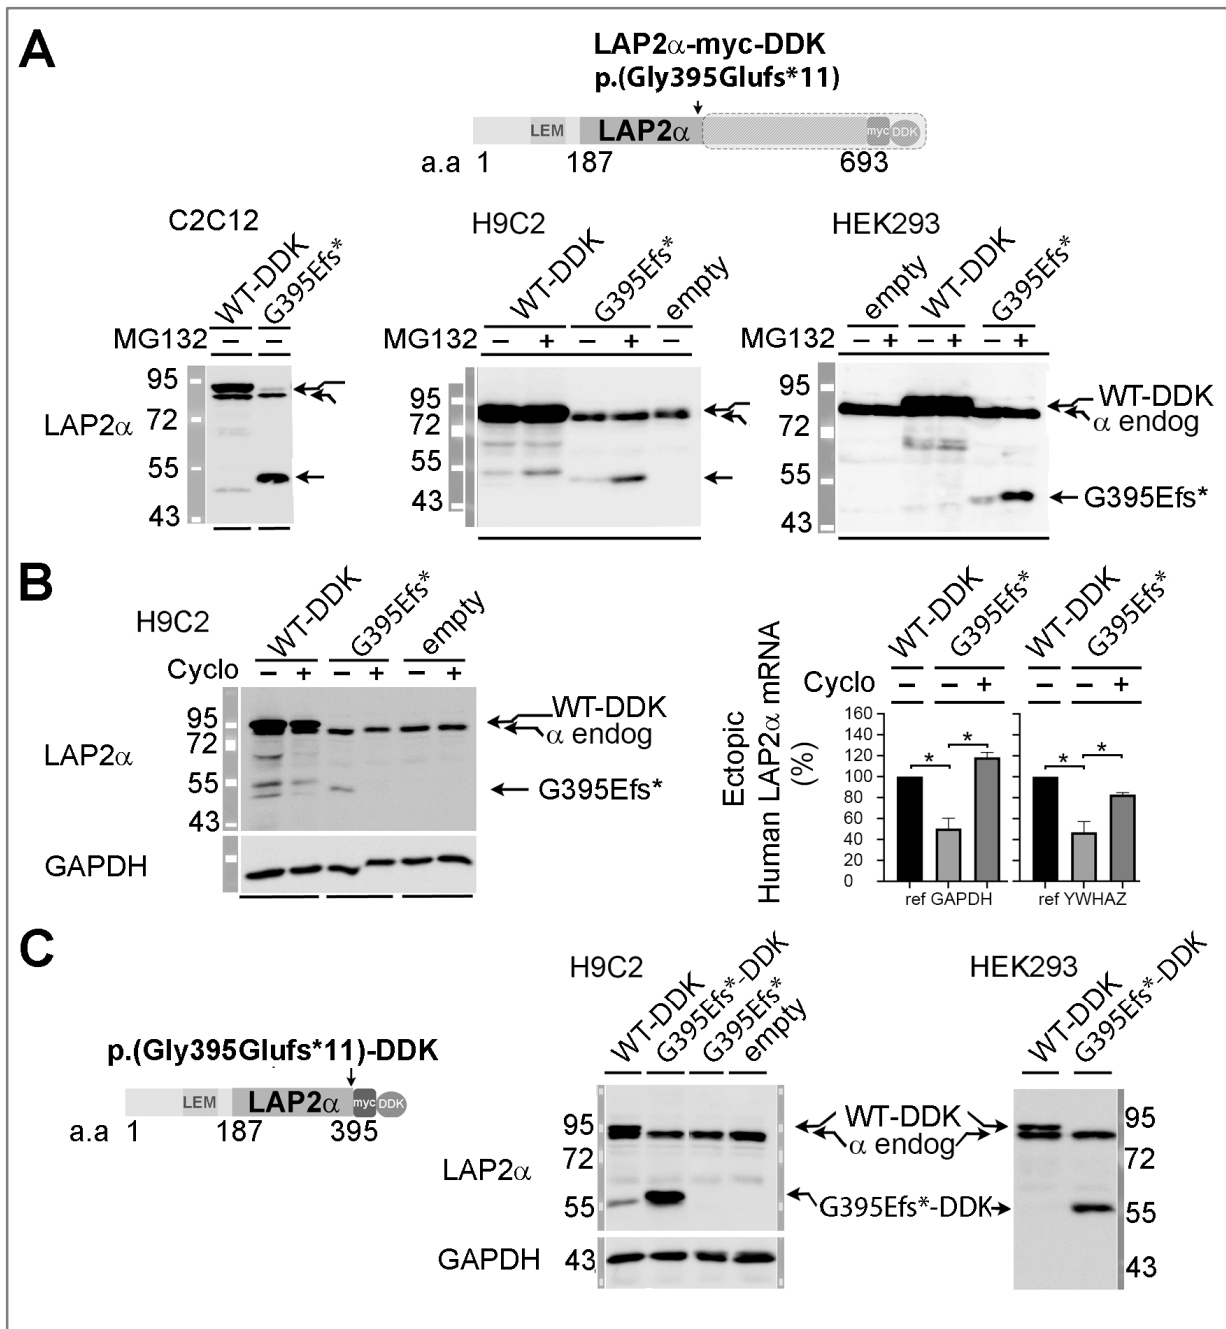 A
LAP2α-myc-DDK
p.(Gly395Glufs*11)
LEM LAP2α myc DDK
a.a 1 187 693
C2C12
WT-DDK G395Efs*
MG132 − −
95
72
55
43
LAP2α
H9C2
WT-DDK G395Efs* empty
MG132 − + − + −
95
72
55
43
HEK293
empty WT-DDK G395Efs*
MG132 − + − + − +
95
72
55
43
WT-DDK
α endog
G395Efs*
B
H9C2
WT-DDK G395Efs* empty
Cyclo − + − + − +
95
72
55
43
LAP2α
WT-DDK
α endog
G395Efs*
GAPDH
WT-DDK G395Efs* WT-DDK G395Efs*
Cyclo − − + − − +
Ectopic
Human LAP2α mRNA
(%)
160
140
120
100
80
60
40
20
0
* * * *
ref GAPDH ref YWHAZ
C
p.(Gly395Glufs*11)-DDK
LEM LAP2α myc DDK
a.a 1 187 395
H9C2
WT-DDK G395Efs*-DDK G395Efs* empty
95
72
55
LAP2α
GAPDH 43
WT-DDK
α endog
G395Efs*-DDK
HEK293
WT-DDK G395Efs*-DDK
95
72
55
43